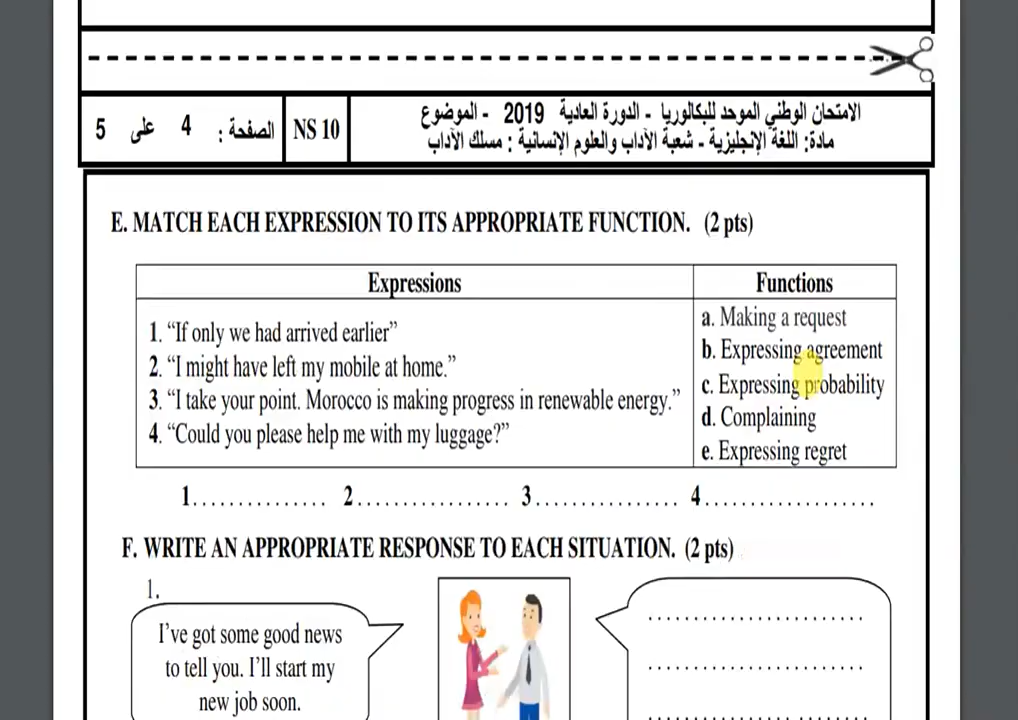 الامتحان الوطني الموحد للبكالوريا - الدورة العادية 2019 - الموضوع
مادة: اللغة الإنجليزية - شعبة الآداب والعلوم الإنسانية : مسلك الآداب
NS 10
الصفحة : 4 على 5
E. MATCH EACH EXPRESSION TO ITS APPROPRIATE FUNCTION. (2 pts)
Expressions
1. “If only we had arrived earlier”
2. “I might have left my mobile at home.”
3. “I take your point. Morocco is making progress in renewable energy.”
4. “Could you please help me with my luggage?”
Functions
a. Making a request
b. Expressing agreement
c. Expressing probability
d. Complaining
e. Expressing regret
1.............. 2................ 3............... 4...................
F. WRITE AN APPROPRIATE RESPONSE TO EACH SITUATION. (2 pts)
1.
I’ve got some good news
to tell you. I’ll start my
new job soon.
........................
........................
........................